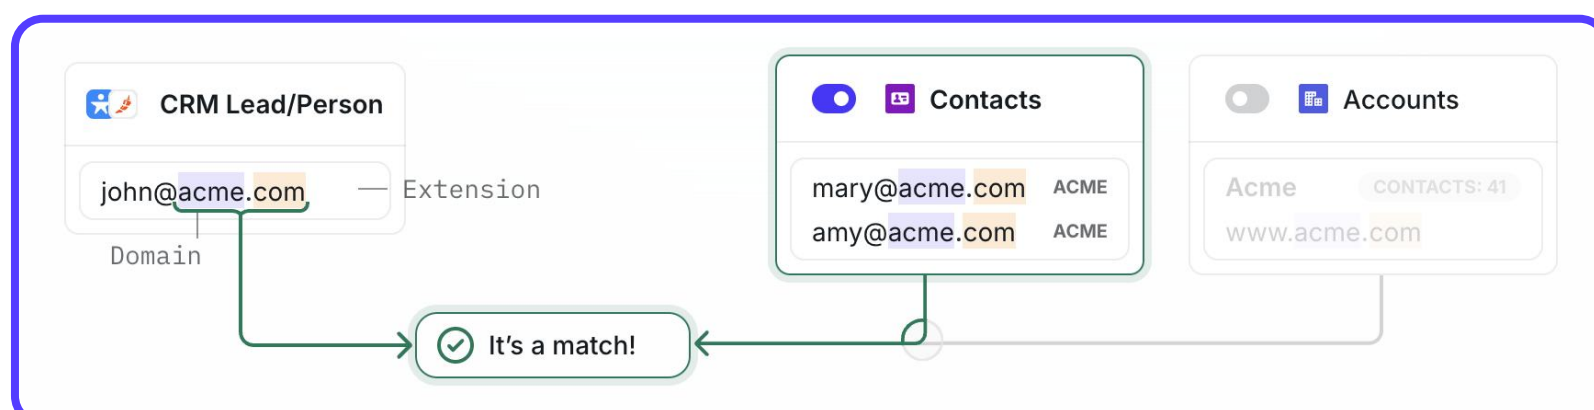 CRM Lead/Person
john@acme.com
Extension
Domain
It’s a match!
Contacts
mary@acme.com ACME
amy@acme.com ACME
Accounts
Acme CONTACTS: 41
www.acme.com